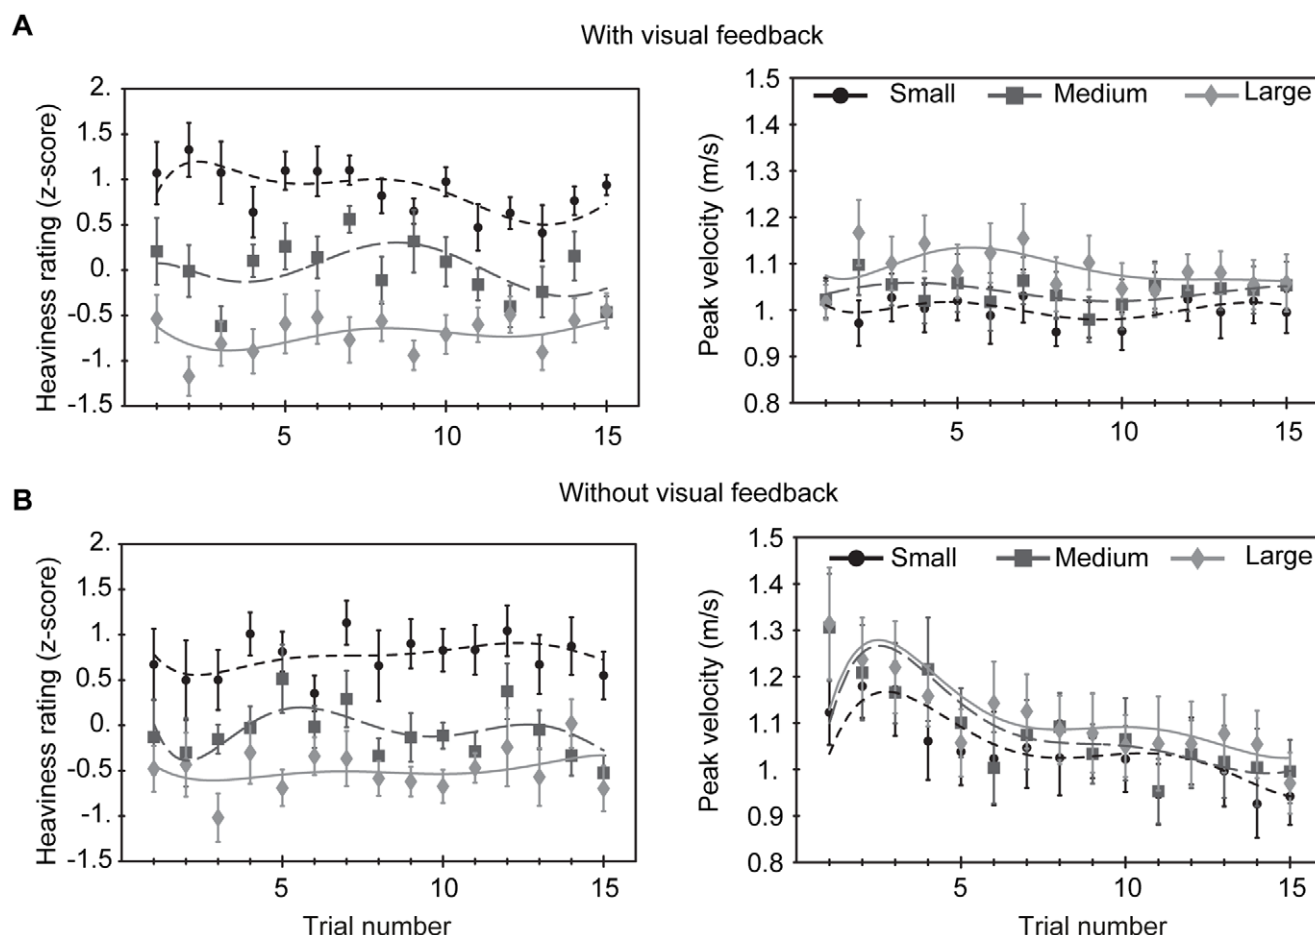 A
With visual feedback
Heaviness rating (z-score)
2.
1.5
1.
0.5
0.
-0.5
-1.
-1.5
5
10
15
Peak velocity (m/s)
1.5
1.4
1.3
1.2
1.1
1.
0.9
0.8
Small
Medium
Large
5
10
15
B
Without visual feedback
Heaviness rating (z-score)
2.
1.5
1.
0.5
0.
-0.5
-1.
-1.5
5
10
15
Trial number
Peak velocity (m/s)
1.5
1.4
1.3
1.2
1.1
1.
0.9
0.8
Small
Medium
Large
5
10
15
Trial number